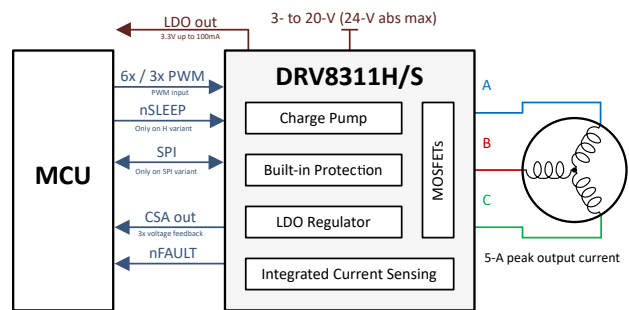 LDO out
3.3V up to 100mA
3- to 20-V (24-V abs max)
MCU
6x / 3x PWM
PWM input
nSLEEP
Only on H variant
SPI
Only on SPI variant
CSA out
3x voltage feedback
nFAULT
DRV8311H/S
Charge Pump
Built-in Protection
LDO Regulator
Integrated Current Sensing
MOSFETs
A
B
C
5-A peak output current